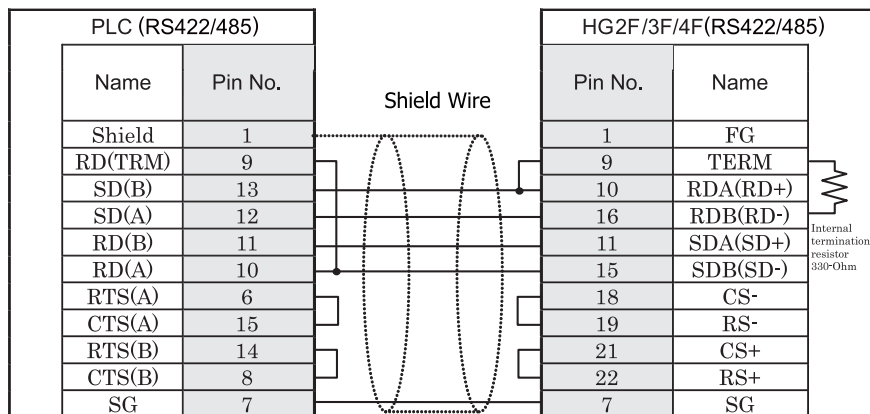 PLC (RS422/485) HG2F/3F/4F(RS422/485)
Name Pin No. Shield Wire Pin No. Name
Shield 1 1 FG
RD(TRM) 9 9 TERM
SD(B) 13 10 RDA(RD+)
SD(A) 12 16 RDB(RD-)
RD(B) 11 11 SDA(SD+)
RD(A) 10 15 SDB(SD-)
Internal
termination
resistor
330-Ohm
RTS(A) 6 18 CS-
CTS(A) 15 19 RS-
RTS(B) 14 21 CS+
CTS(B) 8 22 RS+
SG 7 7 SG